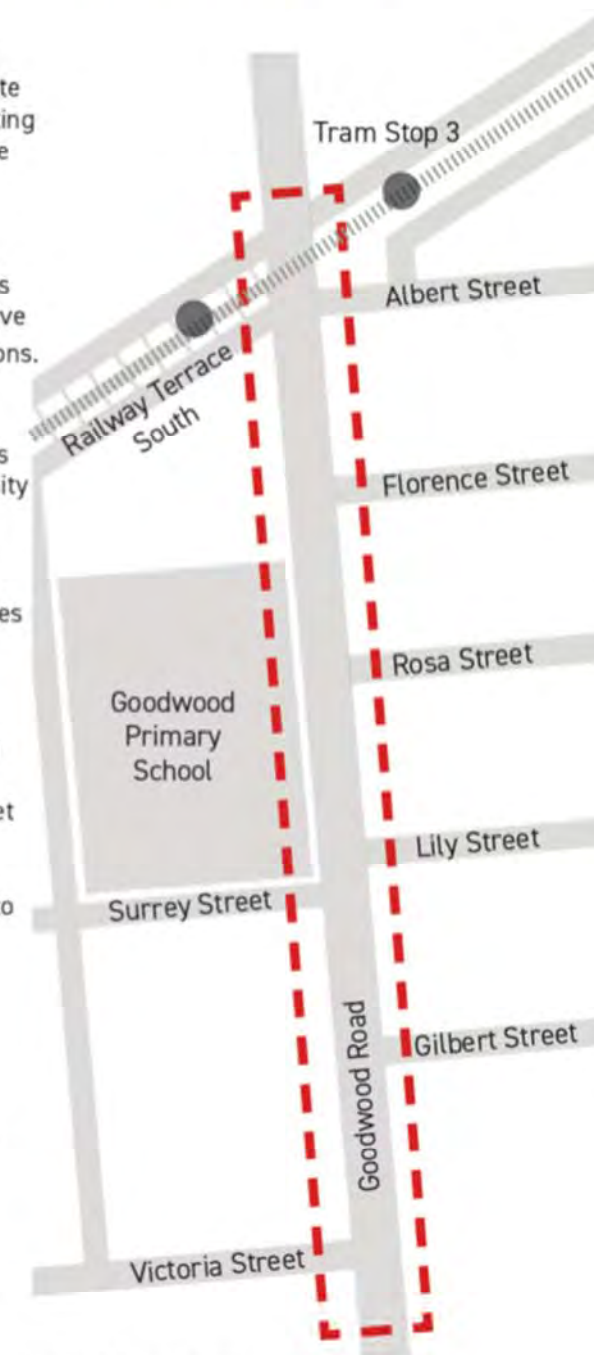 Tram Stop 3
Albert Street
Railway Terrace
South
Florence Street
Rosa Street
Goodwood
Primary
School
Lily Street
Surrey Street
Goodwood Road
Gilbert Street
Victoria Street